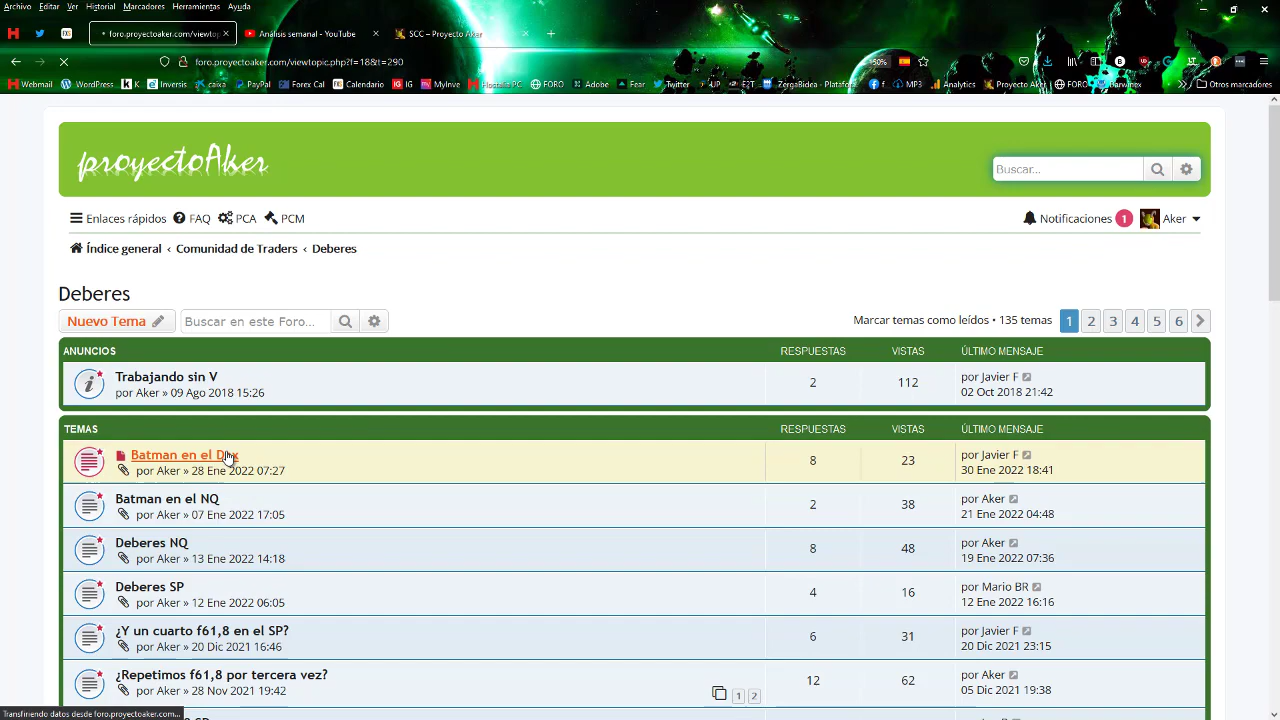 Archivo Editar Ver Historial Marcadores Herramientas Ayuda
foro.proyectoaker.com/viewtop × Análisis semanal - YouTube × SCC – Proyecto Aker ×
foro.proyectoaker.com/viewtopic.php?f=18&t=290
Webmail WordPress K Inversis caixa PayPal Forex Cal Calendario IG MyInve Hostalia PC FORO Adobe Fear Twitter UP E2T ZergaBidea - Platafor MP3 Analytics Proyecto Aker FORO Darwinex Otros marcadores
proyectoAker
Buscar...
Enlaces rápidos FAQ PCA PCM
Notificaciones 1 Aker
Índice general ‹ Comunidad de Traders ‹ Deberes
Deberes
Nuevo Tema Buscar en este Foro...
Marcar temas como leídos • 135 temas 1 2 3 4 5 6
ANUNCIOS RESPUESTAS VISTAS ÚLTIMO MENSAJE
Trabajando sin V
por Aker » 09 Ago 2018 15:26
2 112 por Javier F
02 Oct 2018 21:42
TEMAS RESPUESTAS VISTAS ÚLTIMO MENSAJE
Batman en el
por Aker » 28 Ene 2022 07:27
8 23 por Javier F
30 Ene 2022 18:41
Batman en el NQ
por Aker » 07 Ene 2022 17:05
2 38 por Aker
21 Ene 2022 04:48
Deberes NQ
por Aker » 13 Ene 2022 14:18
8 48 por Aker
19 Ene 2022 07:36
Deberes SP
por Aker » 12 Ene 2022 06:05
4 16 por Mario BR
12 Ene 2022 16:16
¿Y un cuarto f61,8 en el SP?
por Aker » 20 Dic 2021 16:46
6 31 por Javier F
20 Dic 2021 23:15
¿Repetimos f61,8 por tercera vez?
por Aker » 28 Nov 2021 19:42
1 2
12 62 por Aker
05 Dic 2021 19:38
Transfiriendo datos desde foro.proyectoaker.com...